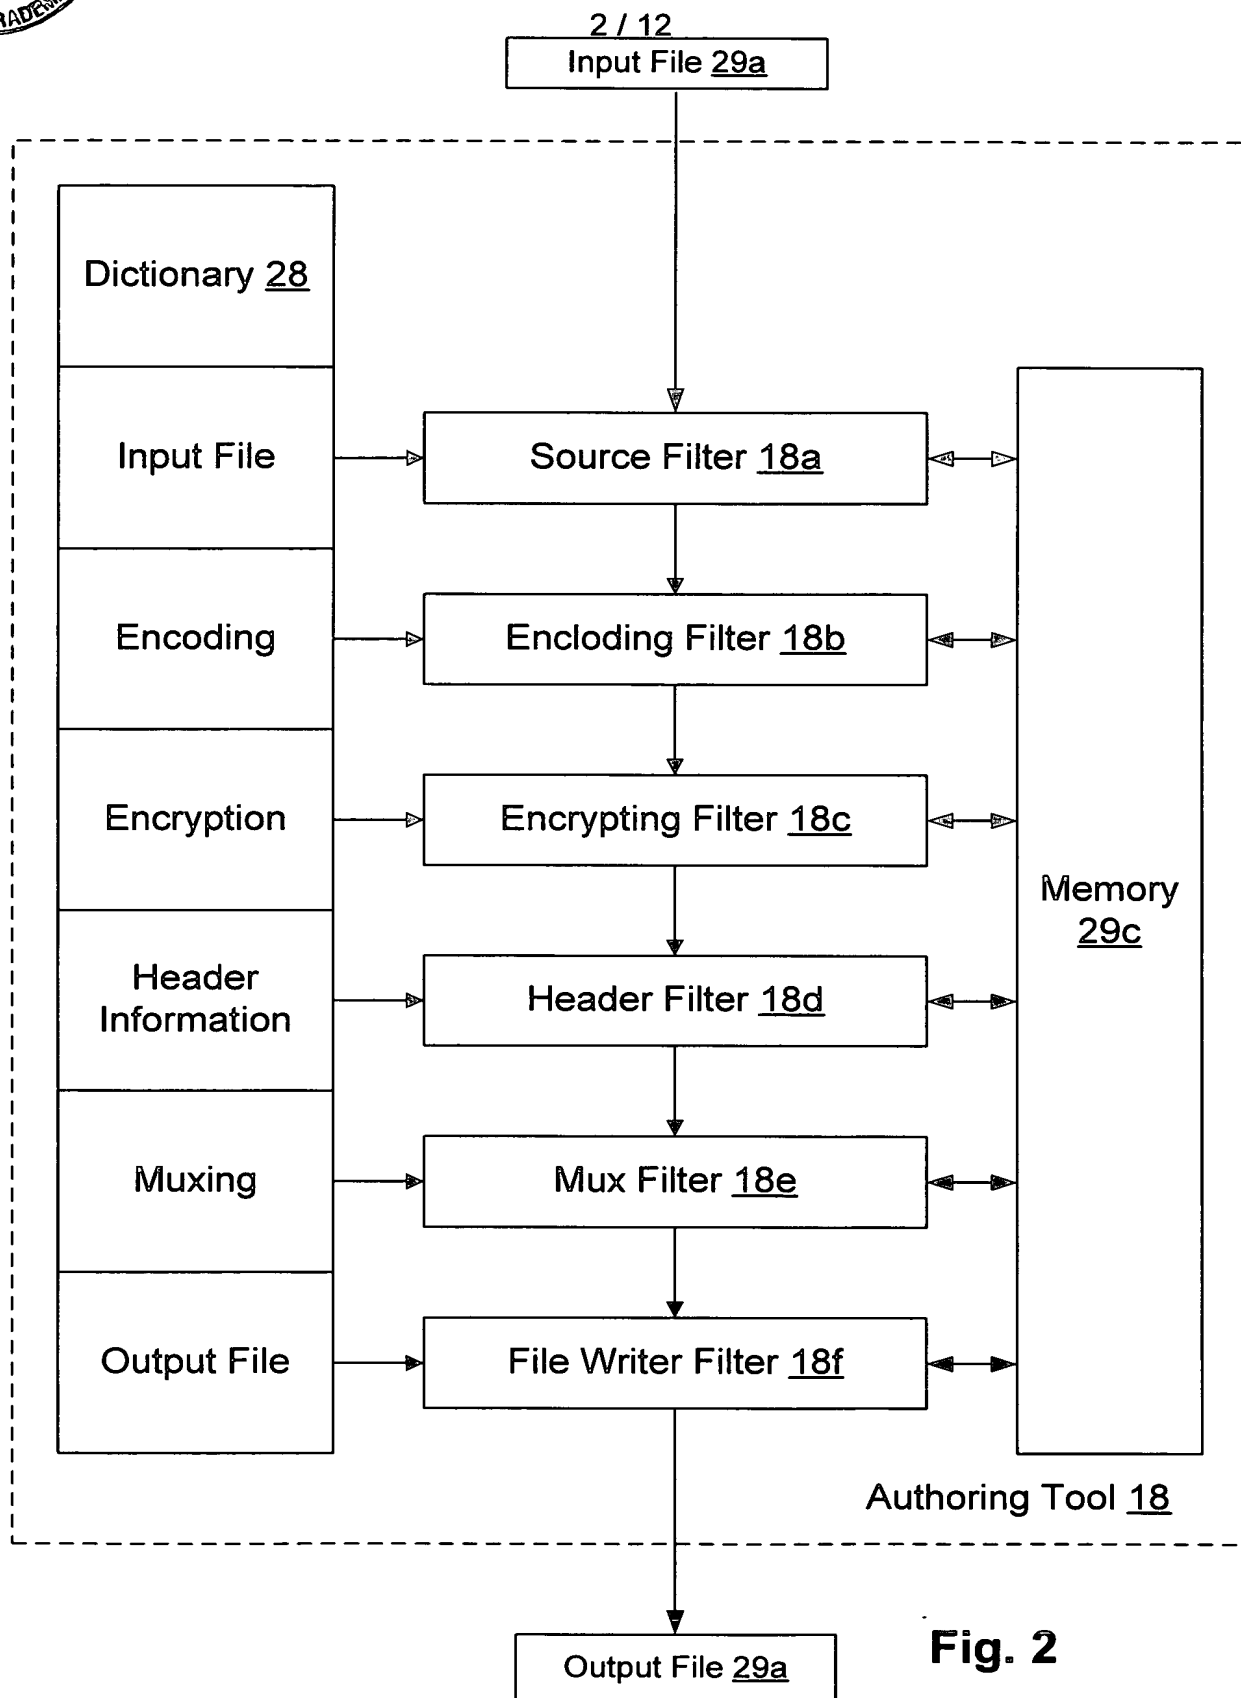 2 / 12
Input File 29a
Dictionary 28
Input File
Source Filter 18a
Encoding
Encloding Filter 18b
Encryption
Encrypting Filter 18c
Memory
29c
Header
Information
Header Filter 18d
Muxing
Mux Filter 18e
Output File
File Writer Filter 18f
Authoring Tool 18
Output File 29a
Fig. 2